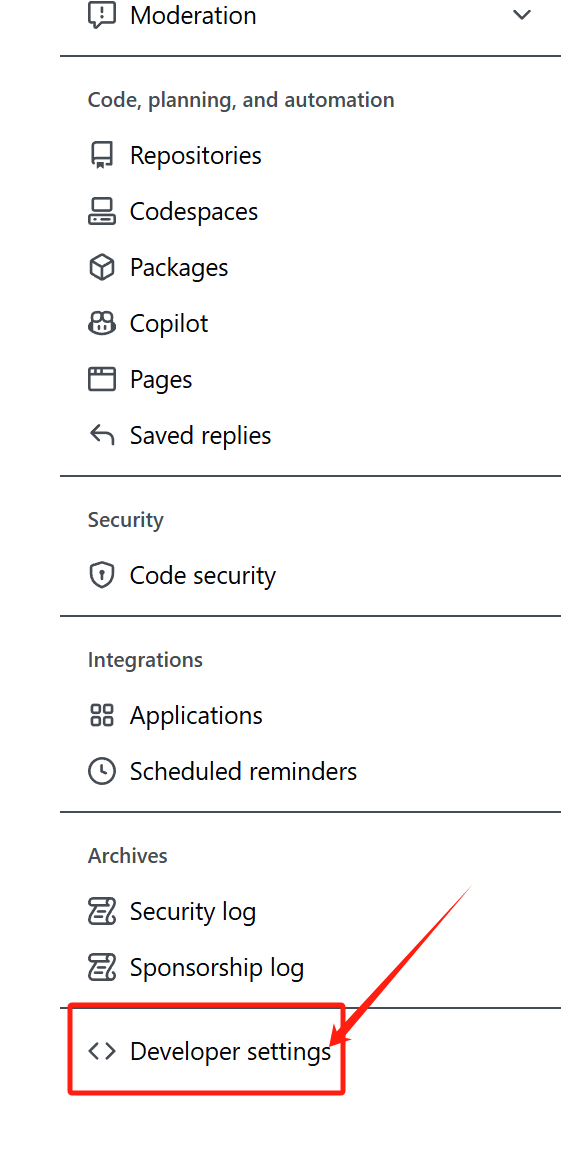 Moderation
Code, planning, and automation
Repositories
Codespaces
Packages
Copilot
Pages
Saved replies
Security
Code security
Integrations
Applications
Scheduled reminders
Archives
Security log
Sponsorship log
Developer settings